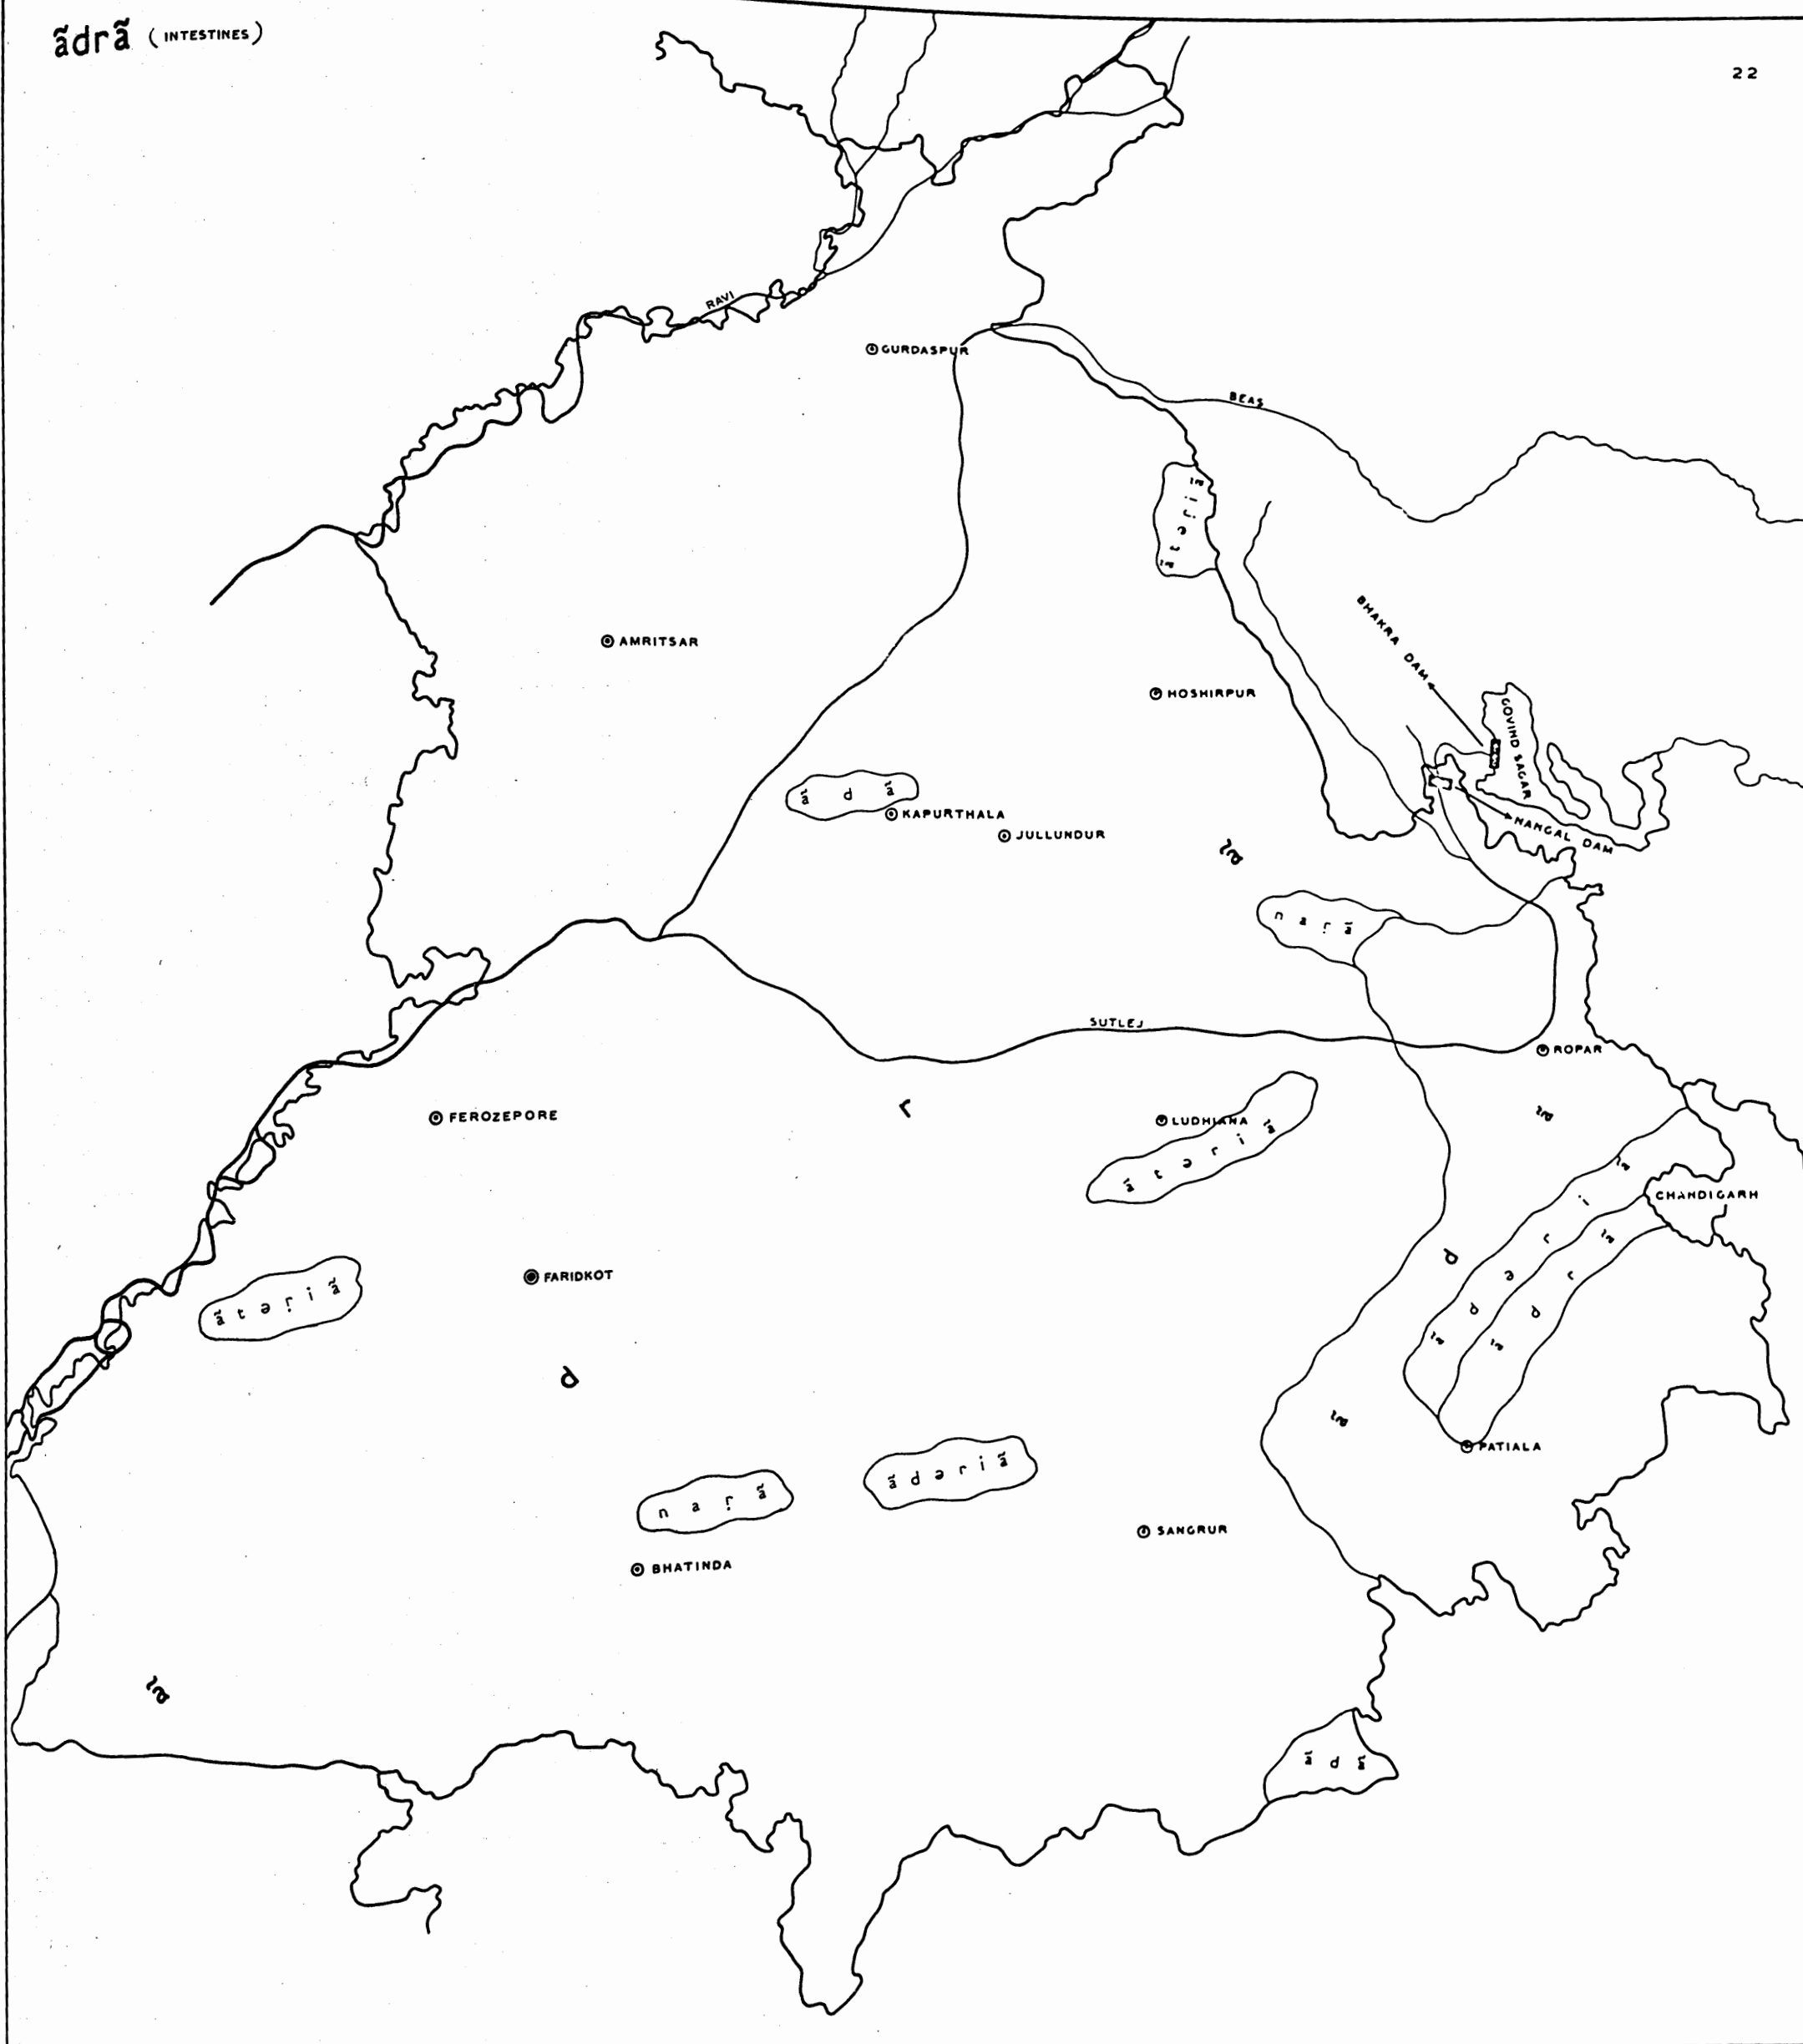 ãdrã (INTESTINES)
22
RAVI
GURDASPUR
BEAS
AMRITSAR
BHAKRA DAM
HOSHIRPUR
GOVIND SAGAR
ã d ã
KAPURTHALA
JULLUNDUR
NANGAL DAM
ã
n a ṛ ã
SUTLEJ
ROPAR
r
FEROZEPORE
LUDHIANA
ã t ə r i ã
ã
CHANDIGARH
ã d ə r i ã
ã d r ã
d
FARIDKOT
ã t ə ṛ i ã
d
ã
PATIALA
ã d ə r i ã
n a ṛ ã
SANGRUR
BHATINDA
ã
ã d ã